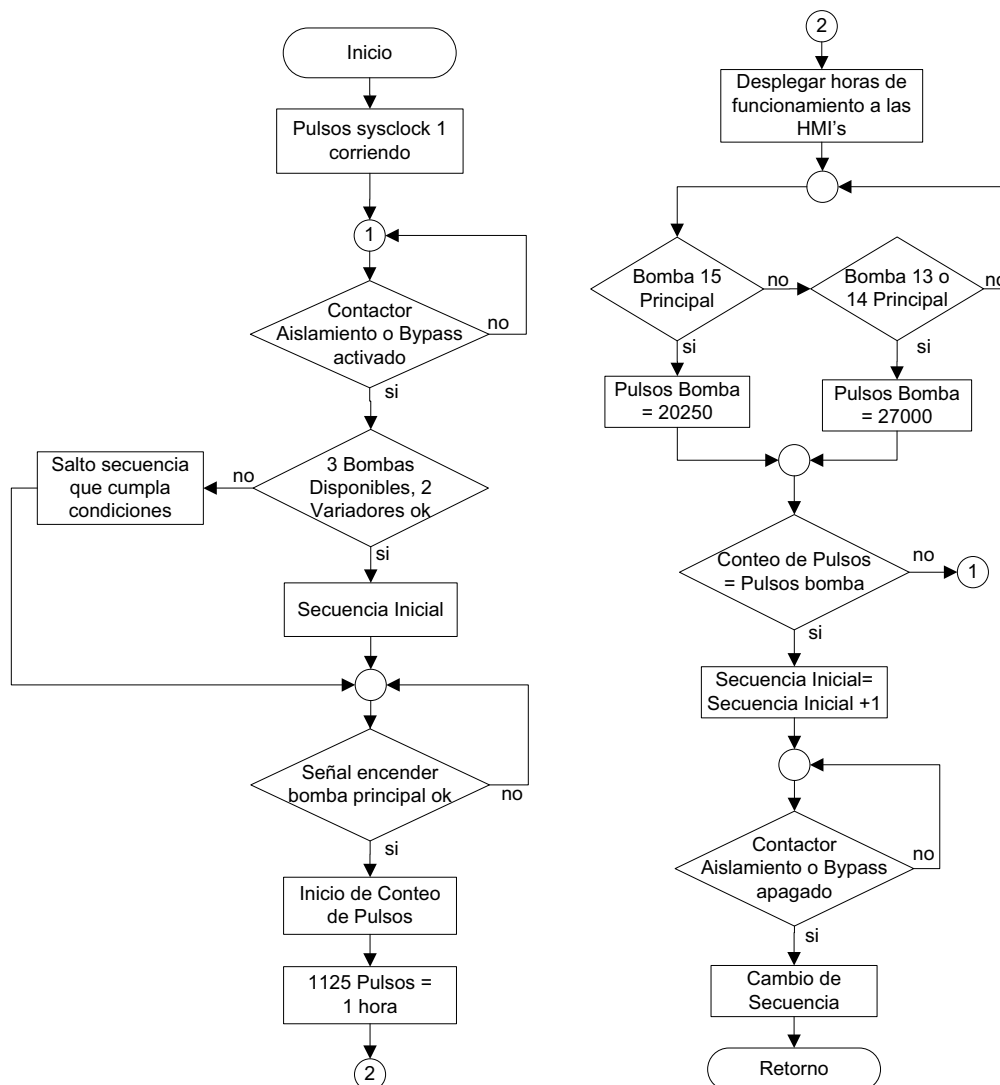 Inicio
Pulsos sysclock 1
corriendo
1
Contactor
Aislamiento o Bypass
activado
no
si
3 Bombas
Disponibles, 2
Variadores ok
no
Salto secuencia
que cumpla
condiciones
si
Secuencia Inicial
Señal encender
bomba principal ok
no
si
Inicio de Conteo
de Pulsos
1125 Pulsos =
1 hora
2
2
Desplegar horas de
funcionamiento a las
HMI's
Bomba 15
Principal
no
Bomba 13 o
14 Principal
no
si
si
Pulsos Bomba
= 20250
Pulsos Bomba
= 27000
Conteo de Pulsos
= Pulsos bomba
no
1
si
Secuencia Inicial=
Secuencia Inicial +1
Contactor
Aislamiento o Bypass
apagado
no
si
Cambio de
Secuencia
Retorno